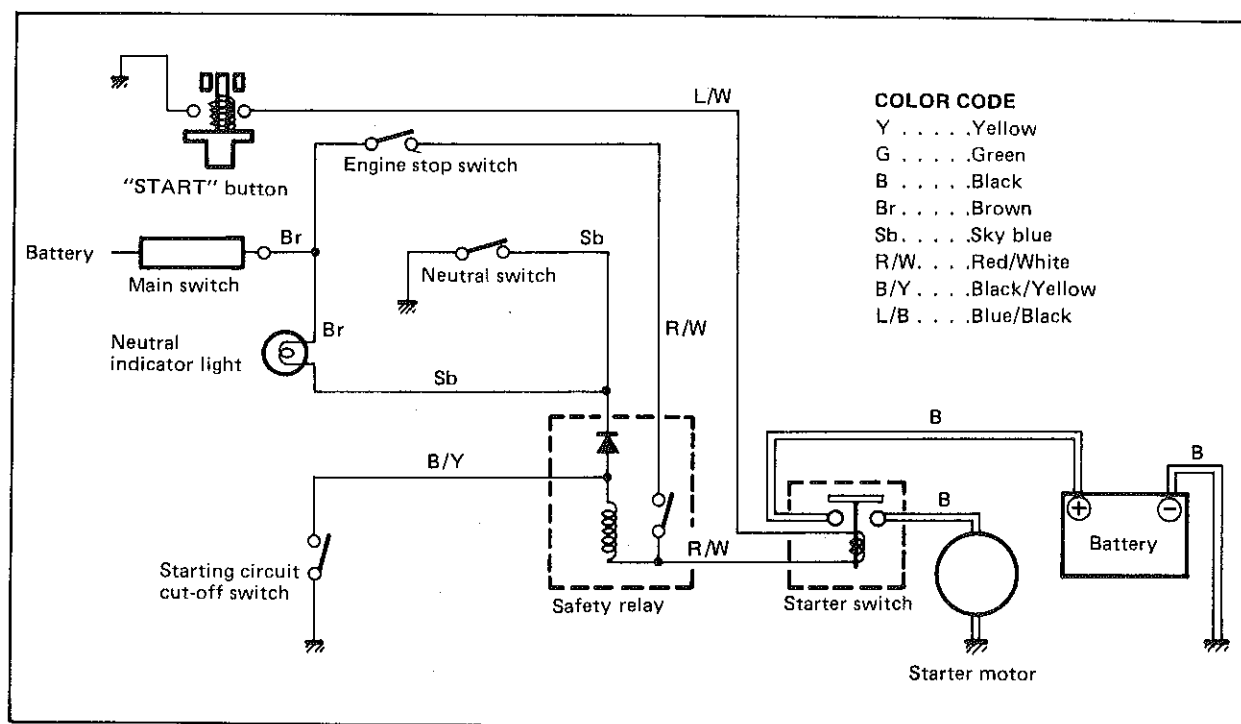 L/W
Engine stop switch
"START" button
Battery
Br
Main switch
Sb
Neutral switch
R/W
Br
Neutral
indicator light
Sb
COLOR CODE
Y . . . . . Yellow
G . . . . . Green
B . . . . . Black
Br . . . . . Brown
Sb . . . . . Sky blue
R/W . . . . Red/White
B/Y . . . . Black/Yellow
L/B . . . . Blue/Black
B
B/Y
B
B
R/W
+
−
Battery
Starting circuit
cut-off switch
Safety relay
Starter switch
Starter motor